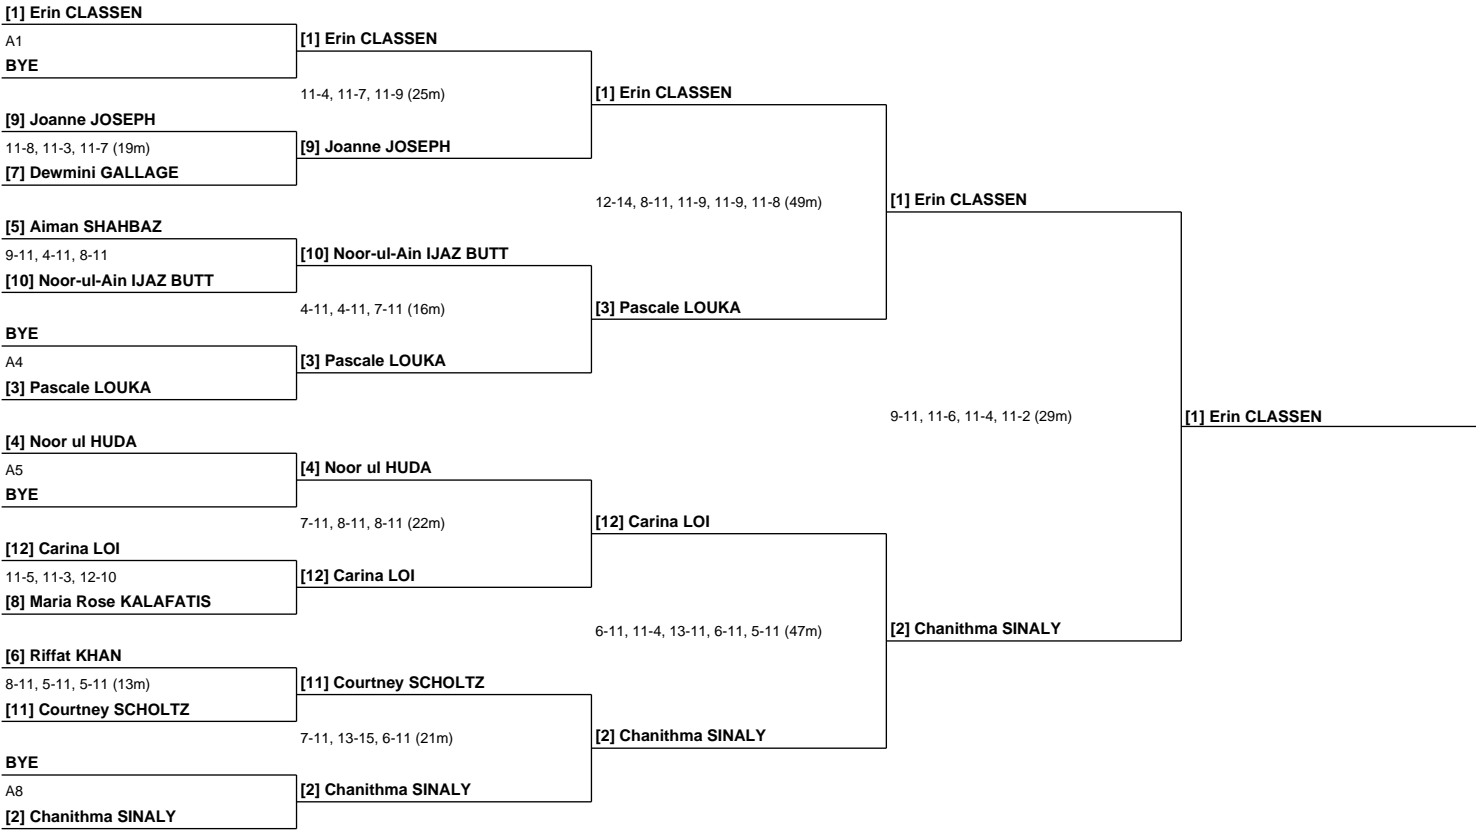 [1] Erin CLASSEN
A1
BYE
[9] Joanne JOSEPH
11-8, 11-3, 11-7 (19m)
[7] Dewmini GALLAGE
[5] Aiman SHAHBAZ
9-11, 4-11, 8-11
[10] Noor-ul-Ain IJAZ BUTT
BYE
A4
[3] Pascale LOUKA
[4] Noor ul HUDA
A5
BYE
[12] Carina LOI
11-5, 11-3, 12-10
[8] Maria Rose KALAFATIS
[6] Riffat KHAN
8-11, 5-11, 5-11 (13m)
[11] Courtney SCHOLTZ
BYE
A8
[2] Chanithma SINALY
[1] Erin CLASSEN
11-4, 11-7, 11-9 (25m)
[9] Joanne JOSEPH
[10] Noor-ul-Ain IJAZ BUTT
4-11, 4-11, 7-11 (16m)
[3] Pascale LOUKA
[4] Noor ul HUDA
7-11, 8-11, 8-11 (22m)
[12] Carina LOI
[11] Courtney SCHOLTZ
7-11, 13-15, 6-11 (21m)
[2] Chanithma SINALY
[1] Erin CLASSEN
12-14, 8-11, 11-9, 11-9, 11-8 (49m)
[3] Pascale LOUKA
[12] Carina LOI
6-11, 11-4, 13-11, 6-11, 5-11 (47m)
[2] Chanithma SINALY
[1] Erin CLASSEN
9-11, 11-6, 11-4, 11-2 (29m)
[2] Chanithma SINALY
[1] Erin CLASSEN